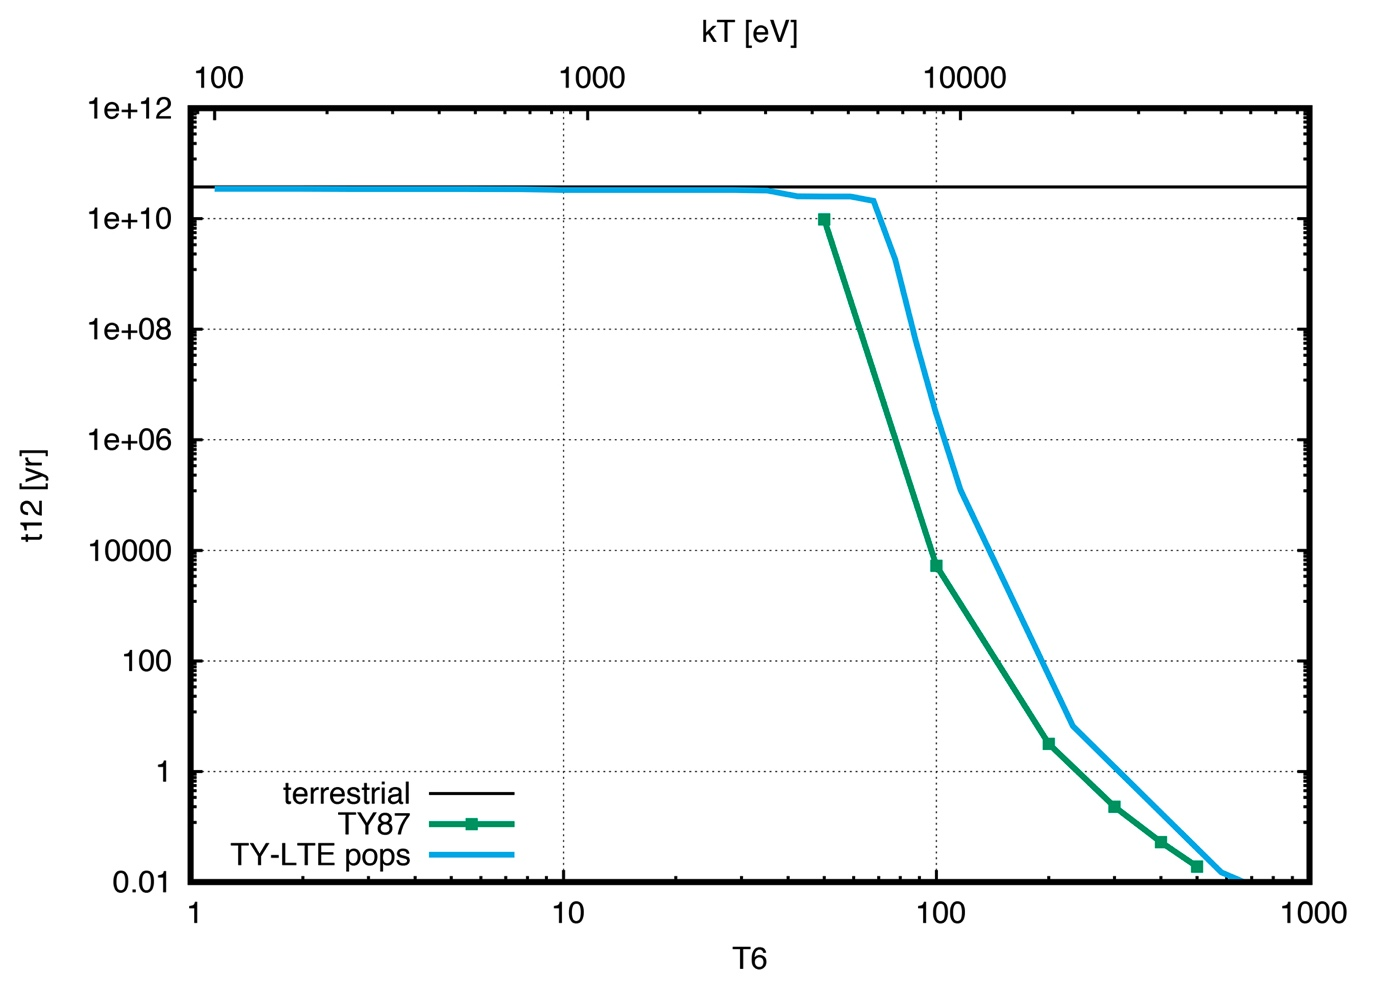 kT [eV]
100 1000 10000
1e+12
1e+10
1e+08
1e+06
10000
100
1
0.01
t12 [yr]
terrestrial
TY87
TY-LTE pops
1 10 100 1000
T6